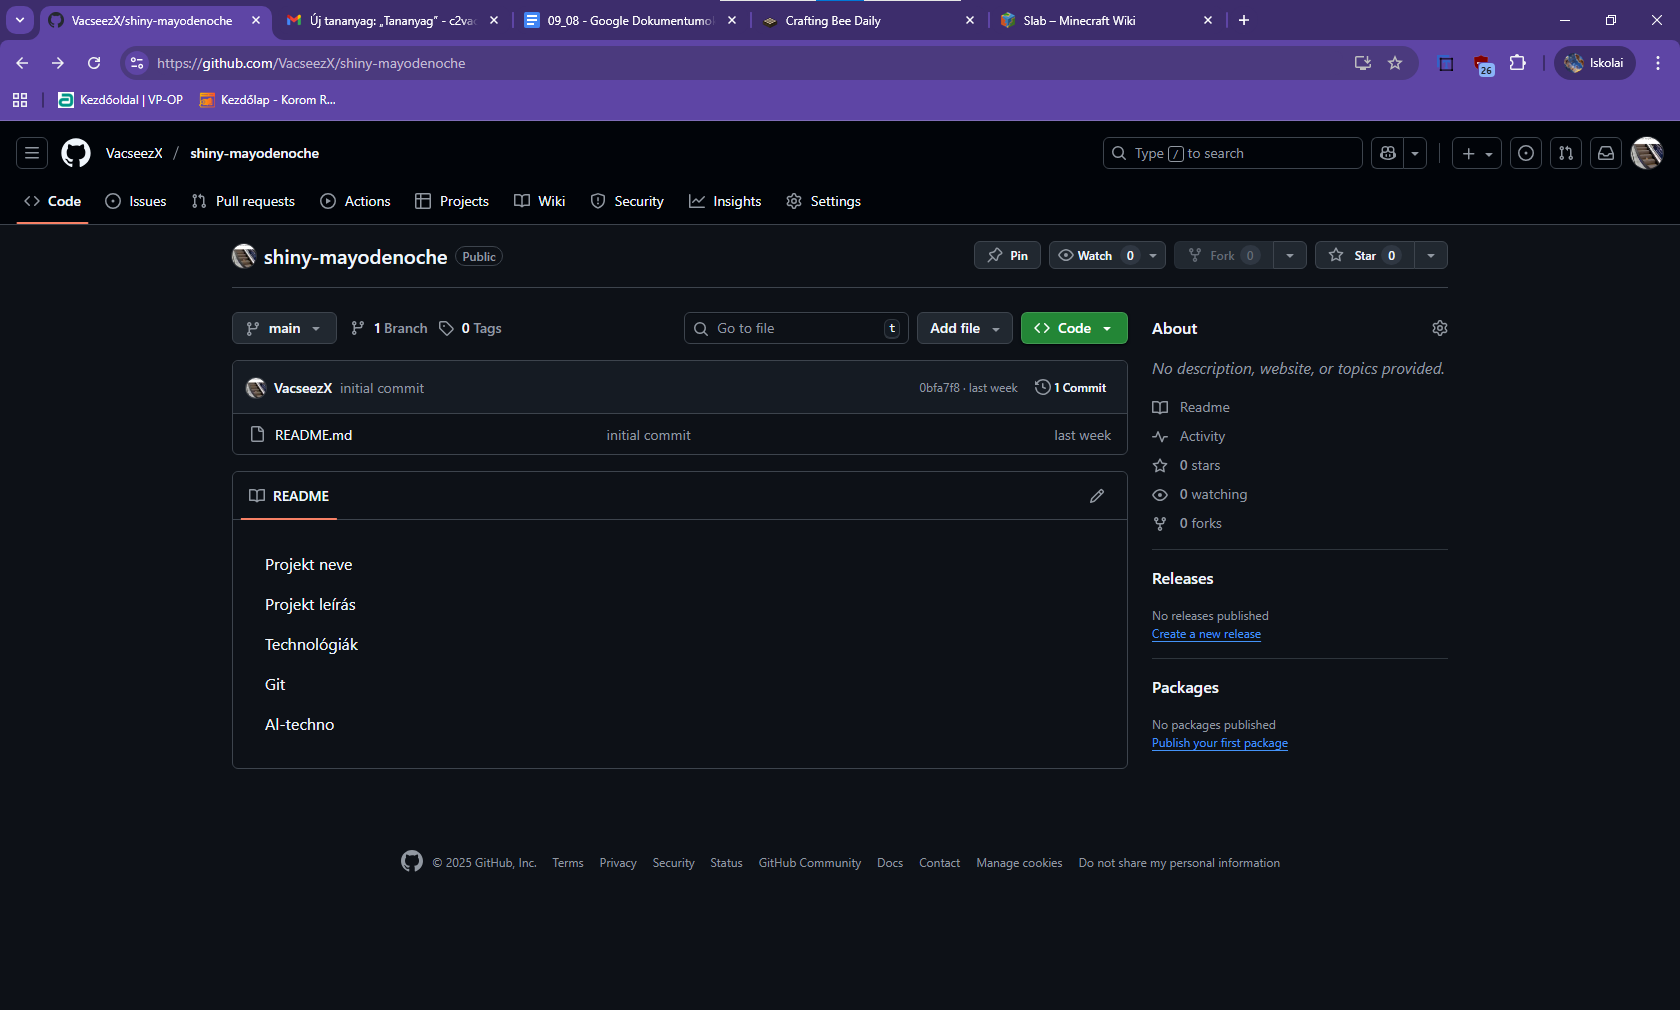 VacseezX/shiny-mayodenoche
Új tananyag: „Tananyag” - c2vac
09_08 - Google Dokumentumok
Crafting Bee Daily
Slab – Minecraft Wiki
https://github.com/VacseezX/shiny-mayodenoche
26
Iskolai
Kezdőoldal | VP-OP
Kezdőlap - Korom R...
VacseezX / shiny-mayodenoche
Type / to search
Code
Issues
Pull requests
Actions
Projects
Wiki
Security
Insights
Settings
shiny-mayodenoche Public
Pin
Watch 0
Fork 0
Star 0
main
1 Branch
0 Tags
Go to file t
Add file
Code
VacseezX initial commit
0bfa7f8 · last week
1 Commit
README.md initial commit last week
README
Projekt neve
Projekt leírás
Technológiák
Git
Al-techno
About
No description, website, or topics provided.
Readme
Activity
0 stars
0 watching
0 forks
Releases
No releases published
Create a new release
Packages
No packages published
Publish your first package
© 2025 GitHub, Inc. Terms Privacy Security Status GitHub Community Docs Contact Manage cookies Do not share my personal information